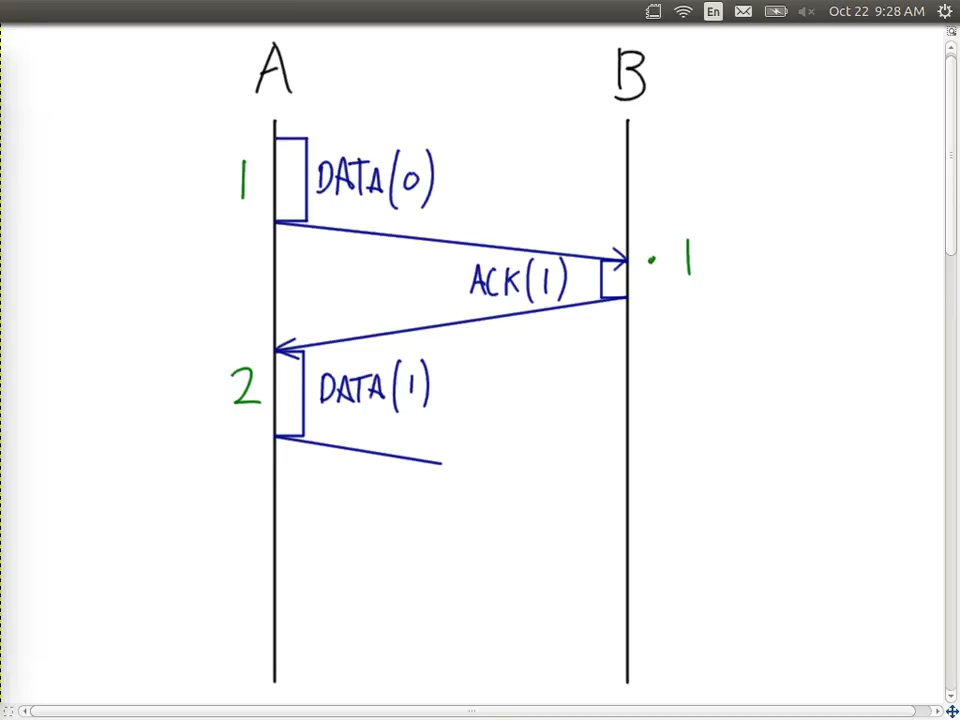 En Oct 22 9:28 AM
A B
1 DATA(0)
ACK(1) · 1
2 DATA(1)